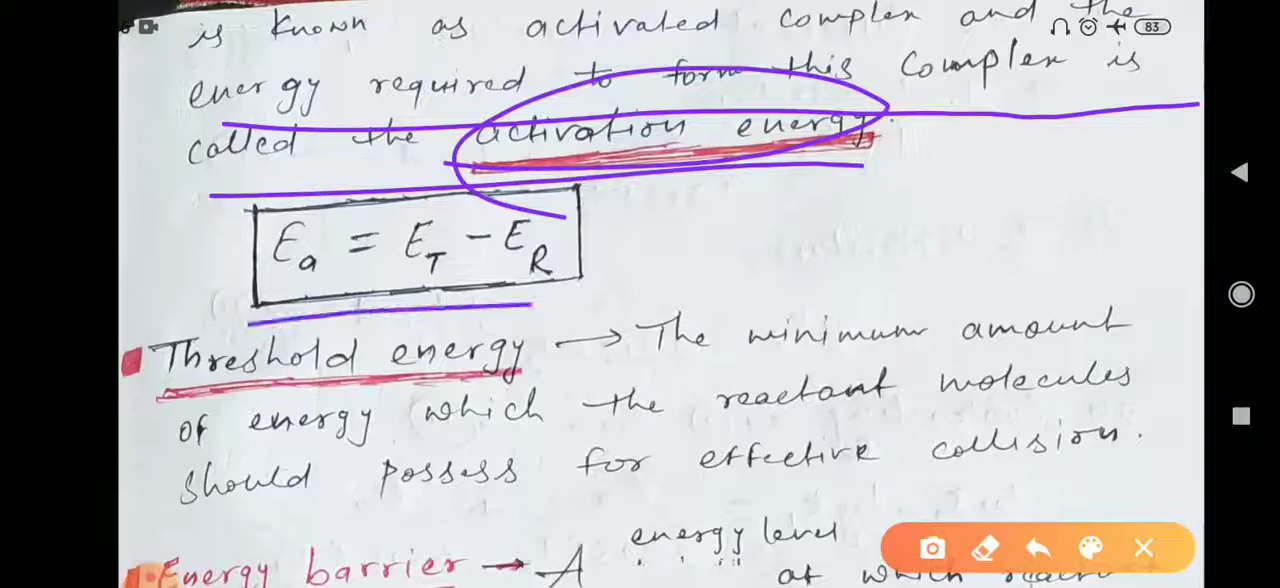 is known as activated complex and the
83
energy required to form this complex is
called the activation energy.
Ea = ET - ER
Threshold energy → The minimum amount
of energy (which the reactant molecules
should possess for effective collision.
energy level
Energy barrier → A
at which reactant